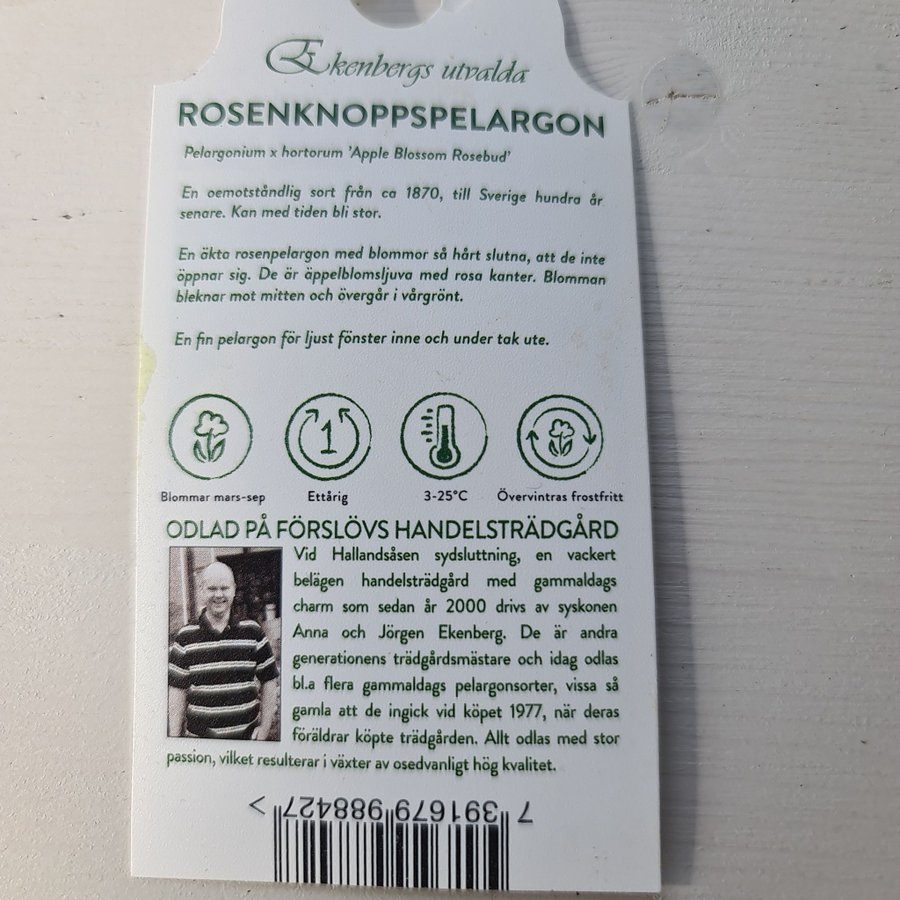 Ekenbergs utvalda
ROSENKNOPPSPELARGON
Pelargonium x hortorum 'Apple Blossom Rosebud'
En oemotståndlig sort från ca 1870, till Sverige hundra år
senare. Kan med tiden bli stor.
En äkta rosenpelargon med blommor så hårt slutna, att de inte
öppnar sig. De är äppelblomsljuva med rosa kanter. Blomman
bleknar mot mitten och övergår i vårgrönt.
En fin pelargon för ljust fönster inne och under tak ute.
1
Blommar mars-sep Ettårig 3-25°C Övervintras frostfritt
ODLAD PÅ FÖRSLÖVS HANDELSTRÄDGÅRD
Vid Hallandsåsen sydsluttning, en vackert
belägen handelsträdgård med gammaldags
charm som sedan år 2000 drivs av syskonen
Anna och Jörgen Ekenberg. De är andra
generationens trädgårdsmästare och idag odlas
bl.a flera gammaldags pelargonsorter, vissa så
gamla att de ingick vid köpet 1977, när deras
föräldrar köpte trädgården. Allt odlas med stor
passion, vilket resulterar i växter av osedvanligt hög kvalitet.
7 391679 988427 >